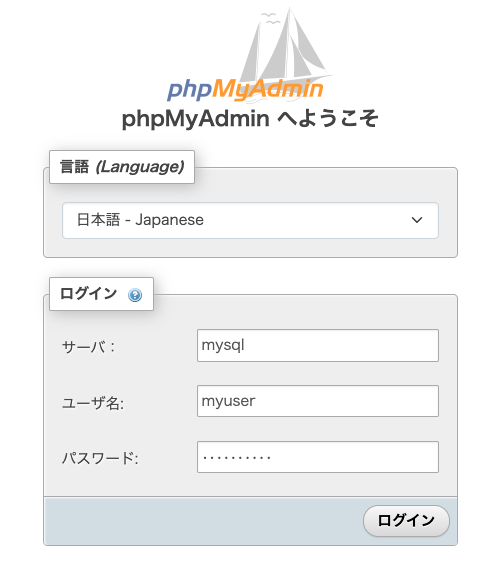 phpMyAdmin
phpMyAdmin へようこそ
言語 (Language)
日本語 - Japanese
ログイン
サーバ：
mysql
ユーザ名:
myuser
パスワード:
··········
ログイン